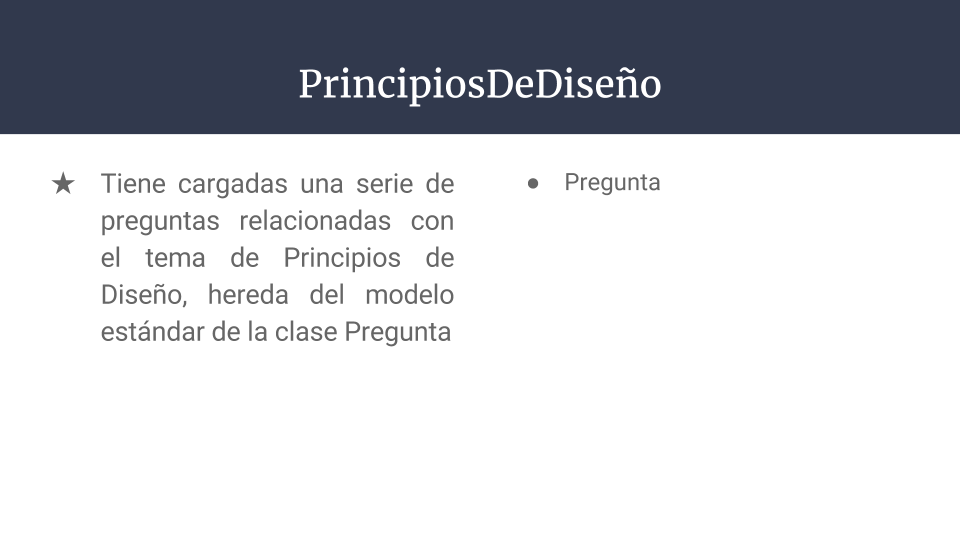 PrincipiosDeDiseño
★ Tiene cargadas una serie de
preguntas relacionadas con
el tema de Principios de
Diseño, hereda del modelo
estándar de la clase Pregunta
● Pregunta